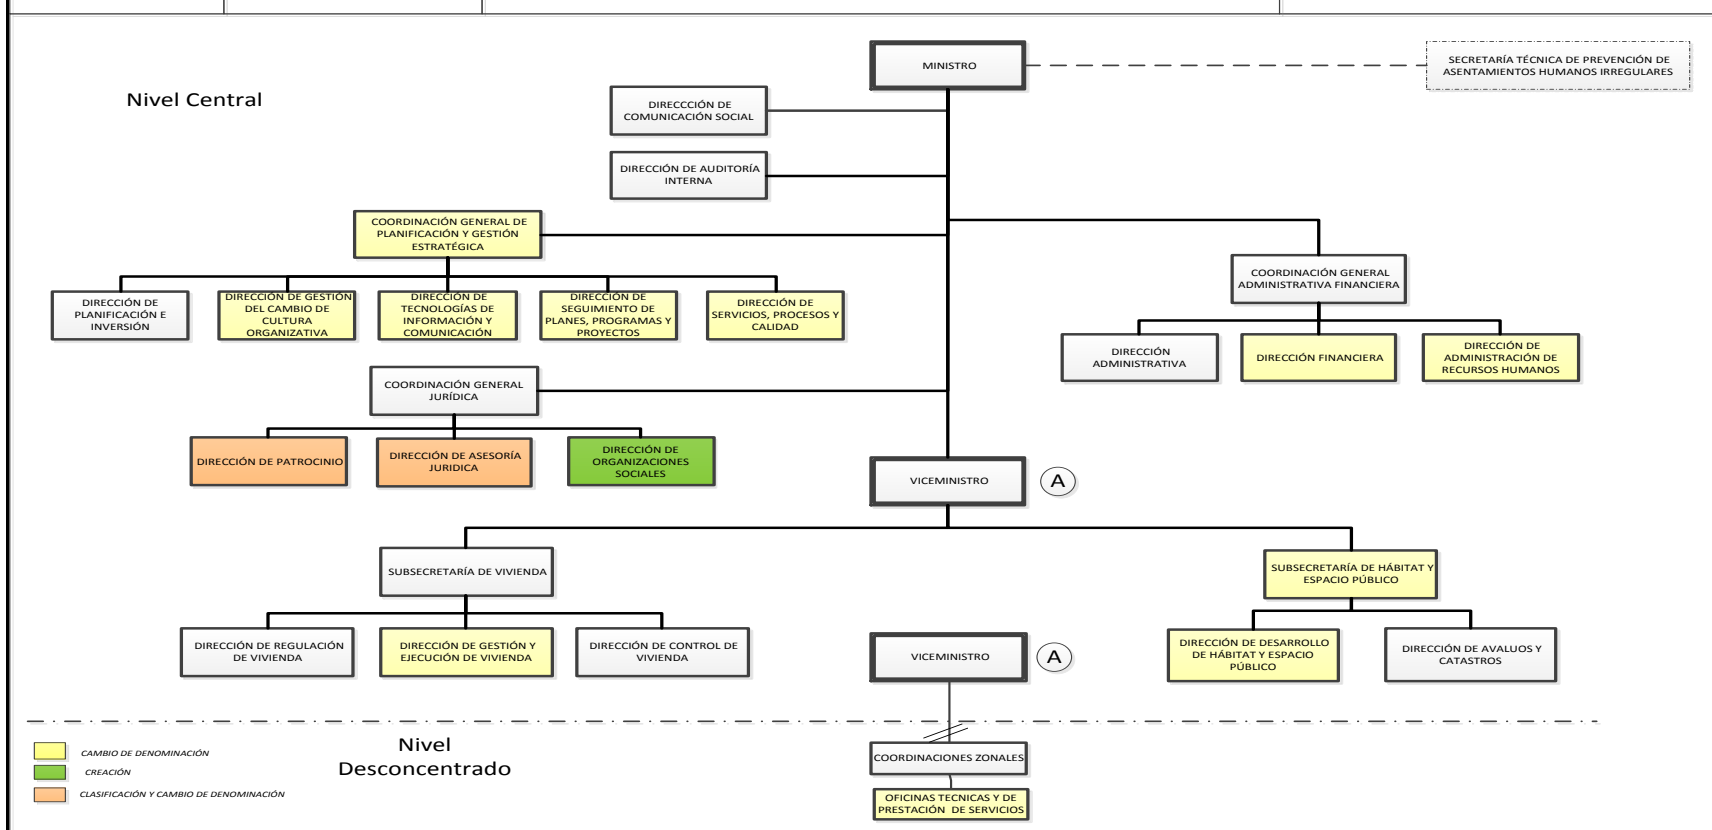 MINISTRO
SECRETARÍA TÉCNICA DE PREVENCIÓN DE
ASENTAMIENTOS HUMANOS IRREGULARES
Nivel Central
DIRECCCIÓN DE
COMUNICACIÓN SOCIAL
DIRECCIÓN DE AUDITORÍA
INTERNA
COORDINACIÓN GENERAL DE
PLANIFICACIÓN Y GESTIÓN
ESTRATÉGICA
COORDINACIÓN GENERAL
ADMINISTRATIVA FINANCIERA
DIRECCIÓN DE
PLANIFICACIÓN E
INVERSIÓN
DIRECCIÓN DE GESTIÓN
DEL CAMBIO DE
CULTURA
ORGANIZATIVA
DIRECCIÓN DE
TECNOLOGÍAS DE
INFORMACIÓN Y
COMUNICACIÓN
DIRECCIÓN DE
SEGUIMIENTO DE
PLANES, PROGRAMAS Y
PROYECTOS
DIRECCIÓN DE
SERVICIOS, PROCESOS Y
CALIDAD
DIRECCIÓN
ADMINISTRATIVA
DIRECCIÓN FINANCIERA
DIRECCIÓN DE
ADMINISTRACIÓN DE
RECURSOS HUMANOS
COORDINACIÓN GENERAL
JURÍDICA
DIRECCIÓN DE PATROCINIO
DIRECCIÓN DE ASESORÍA
JURIDICA
DIRECCIÓN DE
ORGANIZACIONES
SOCIALES
VICEMINISTRO
A
SUBSECRETARÍA DE VIVIENDA
SUBSECRETARÍA DE HÁBITAT Y
ESPACIO PÚBLICO
DIRECCIÓN DE REGULACIÓN
DE VIVIENDA
DIRECCIÓN DE GESTIÓN Y
EJECUCIÓN DE VIVIENDA
DIRECCIÓN DE CONTROL DE
VIVIENDA
VICEMINISTRO
A
DIRECCIÓN DE DESARROLLO
DE HÁBITAT Y ESPACIO
PÚBLICO
DIRECCIÓN DE AVALUOS Y
CATASTROS
CAMBIO DE DENOMINACIÓN
CREACIÓN
CLASIFICACIÓN Y CAMBIO DE DENOMINACIÓN
Nivel
Desconcentrado
COORDINACIONES ZONALES
OFICINAS TECNICAS Y DE
PRESTACIÓN DE SERVICIOS